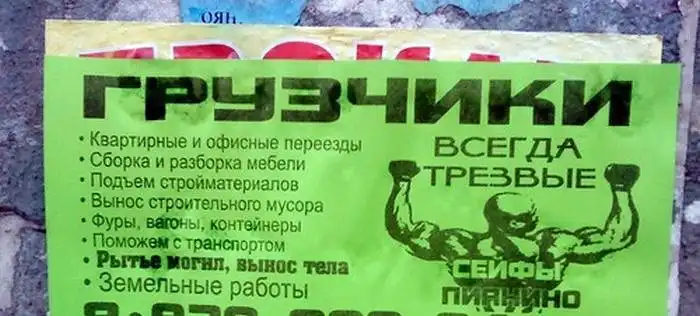 ГРУЗЧИКИ
• Квартирные и офисные переезды
• Сборка и разборка мебели
• Подъем стройматериалов
• Вынос строительного мусора
• Фуры, вагоны, контейнеры
• Поможем с транспортом
• Рытье могил, вынос тела
• Земельные работы
ВСЕГДА
ТРЕЗВЫЕ
СЕЙФЫ
ПИАНИНО